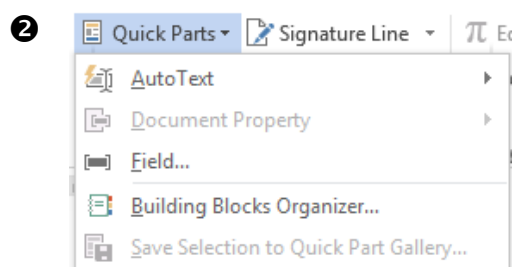 ❷ Quick Parts Signature Line π
AutoText
Document Property
Field...
Building Blocks Organizer...
Save Selection to Quick Part Gallery...